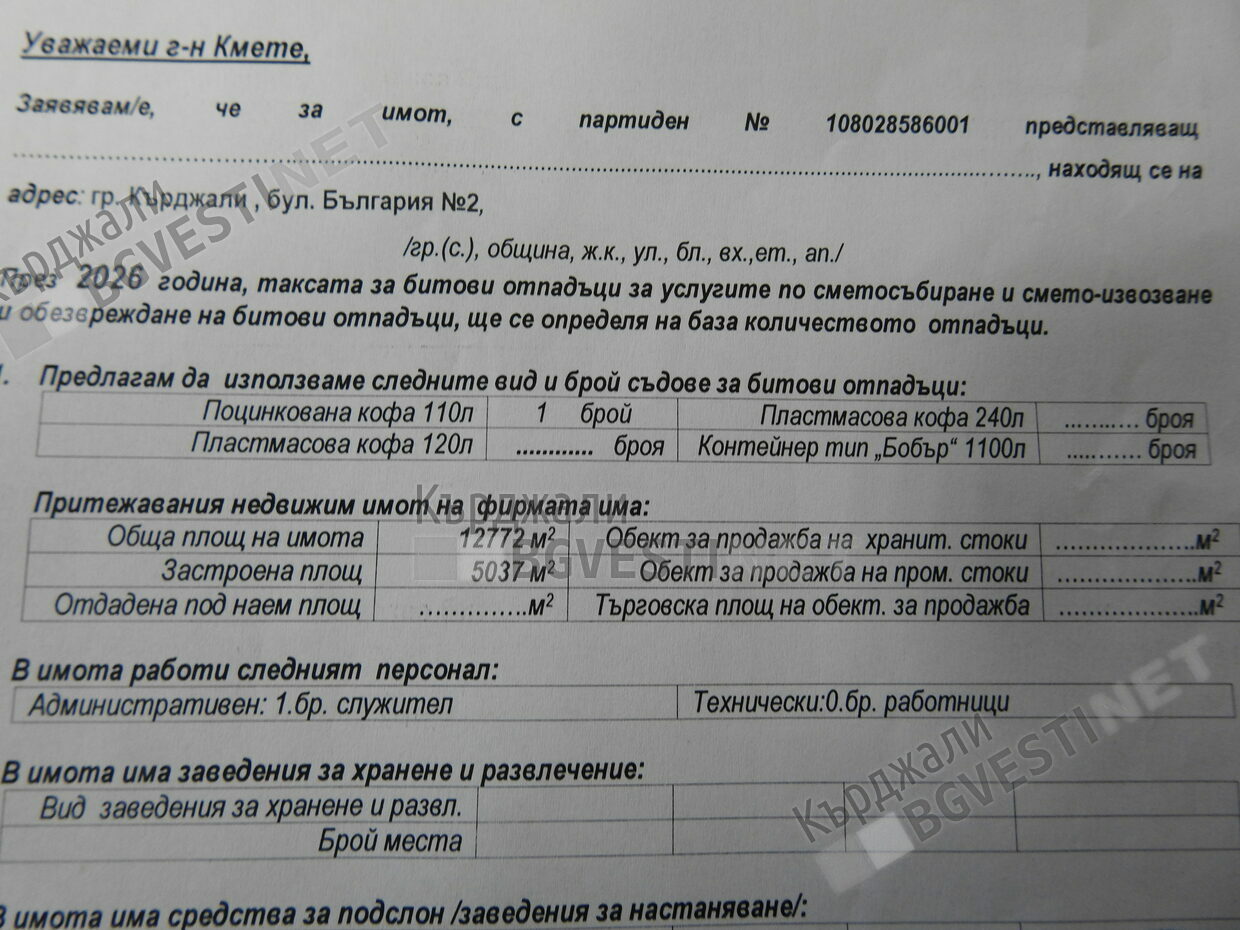 Уважаеми г-н Кмете,
Заявявам/е, че за имот, с партиден № 108028586001 представляващ
......................................................................................................................................................, находящ се на
адрес: гр. Кърджали , бул. България №2,
/гр.(с.), община, ж.к., ул., бл., вх.,ет., ап./
През 2026 година, таксата за битови отпадъци за услугите по сметосъбиране и смето-извозване
и обезвреждане на битови отпадъци, ще се определя на база количеството отпадъци.
Предлагам да използваме следните вид и брой съдове за битови отпадъци:
Поцинкована кофа 110л 1 брой Пластмасова кофа 240л ........... броя
Пластмасова кофа 120л ............ броя Контейнер тип „Бобър“ 1100л ........... броя
Притежавания недвижим имот на фирмата има:
Обща площ на имота 12772 м² Обект за продажба на хранит. стоки ...................м²
Застроена площ 5037 м² Обект за продажба на пром. стоки ...................м²
Отдадена под наем площ ..............м² Търговска площ на обект. за продажба ...................м²
В имота работи следният персонал:
Административен: 1.бр. служител Технически:0.бр. работници
В имота има заведения за хранене и развлечение:
Вид заведения за хранене и развл.
Брой места
В имота има средства за подслон /заведения за настаняване/:
Кърджали
BGVESTINET
Кърджали
BGVESTI
Кърджали
BGVESTINET